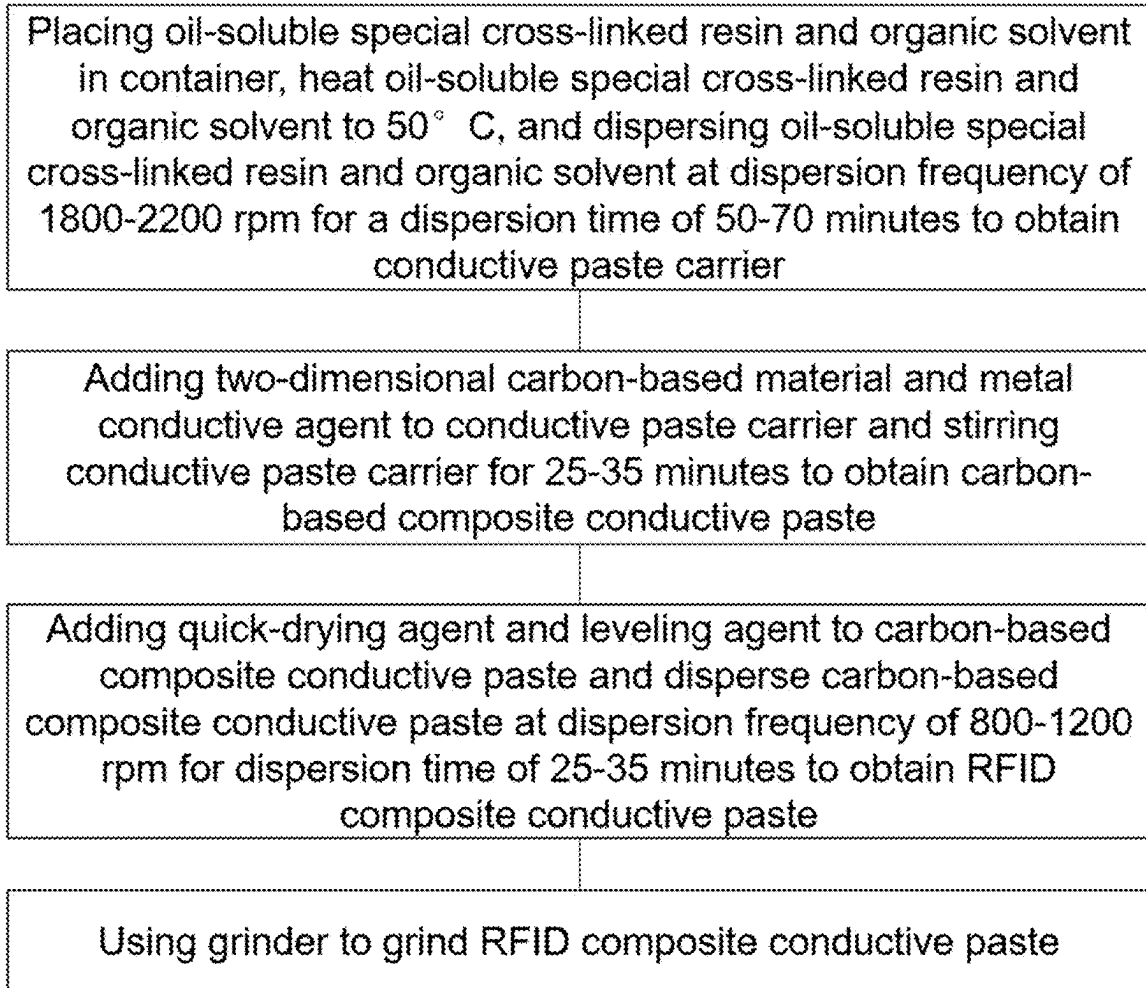 Placing oil-soluble special cross-linked resin and organic solvent
in container, heat oil-soluble special cross-linked resin and
organic solvent to 50° C, and dispersing oil-soluble special
cross-linked resin and organic solvent at dispersion frequency of
1800-2200 rpm for a dispersion time of 50-70 minutes to obtain
conductive paste carrier
Adding two-dimensional carbon-based material and metal
conductive agent to conductive paste carrier and stirring
conductive paste carrier for 25-35 minutes to obtain carbon-
based composite conductive paste
Adding quick-drying agent and leveling agent to carbon-based
composite conductive paste and disperse carbon-based
composite conductive paste at dispersion frequency of 800-1200
rpm for dispersion time of 25-35 minutes to obtain RFID
composite conductive paste
Using grinder to grind RFID composite conductive paste